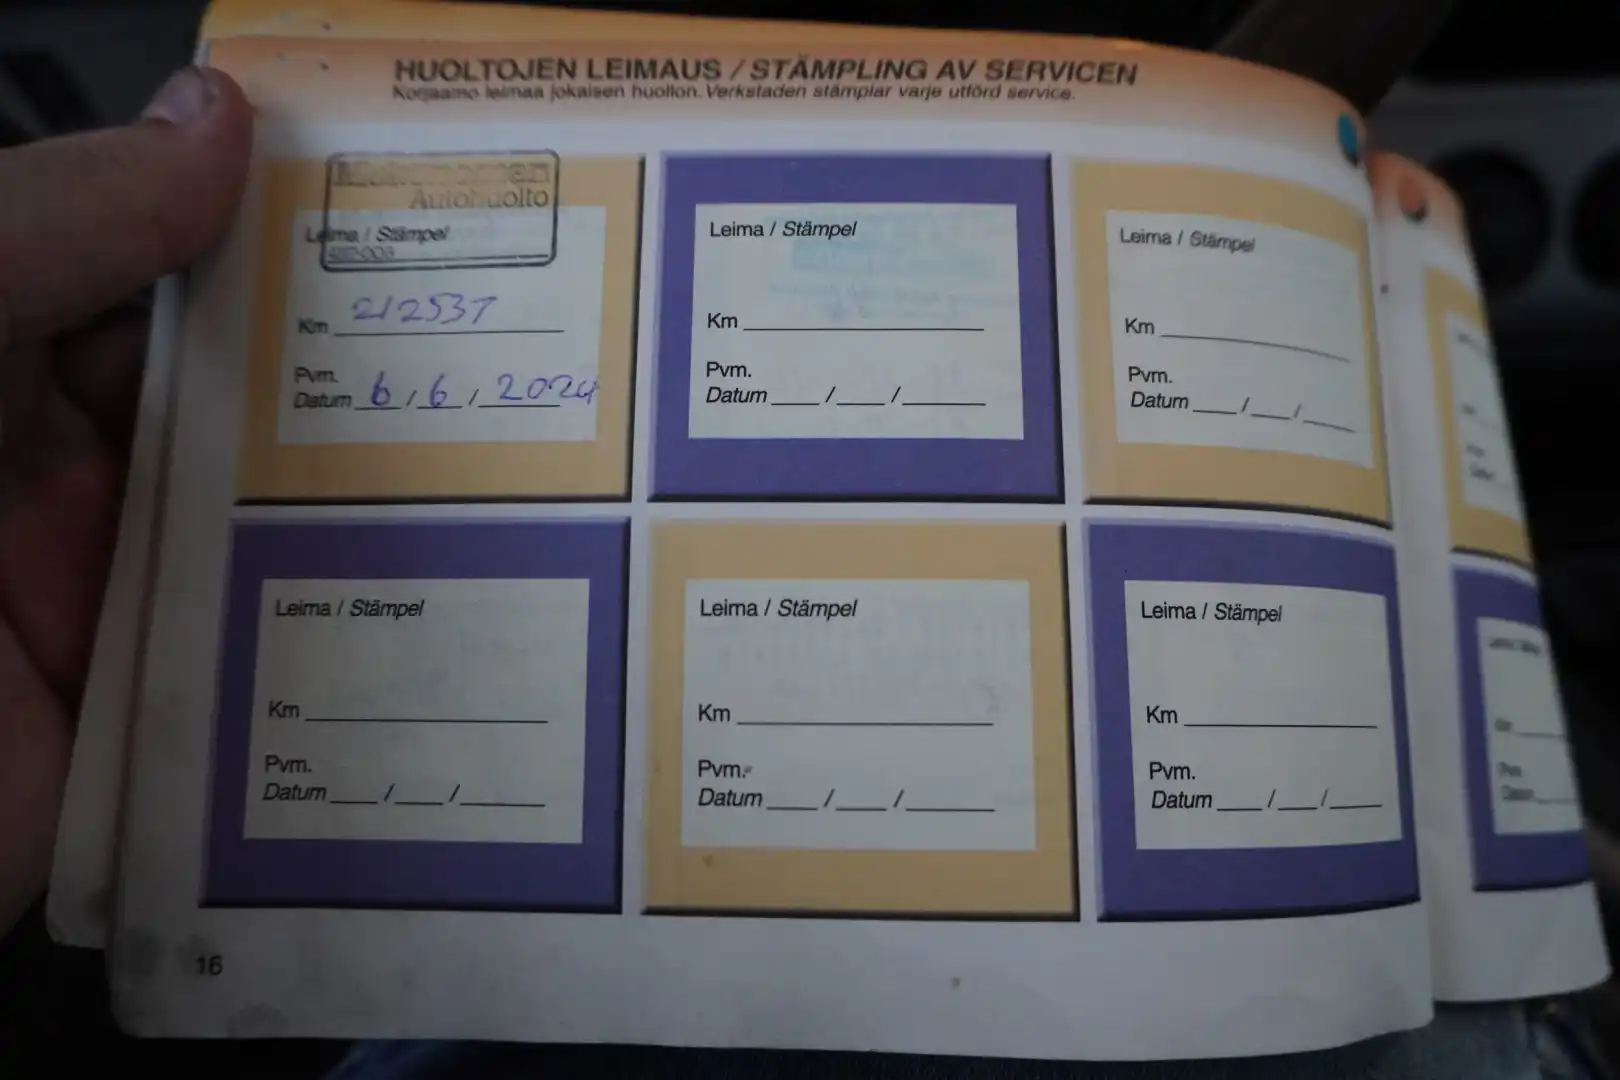 HUOLTOJEN LEIMAUS / STÄMPLING AV SERVICEN
Korjaamo leimaa jokaisen huollon. Verkstaden stämplar varje utförd service.
Autohuolto
Leima / Stämpel
Km 212537
Pvm.
Datum 6 / 6 / 2024
Leima / Stämpel
Km
Pvm.
Datum / /
Leima / Stämpel
Km
Pvm.
Datum / /
Leima / Stämpel
Km
Pvm.
Datum / /
Leima / Stämpel
Km
Pvm.
Datum / /
Leima / Stämpel
Km
Pvm.
Datum / /
16